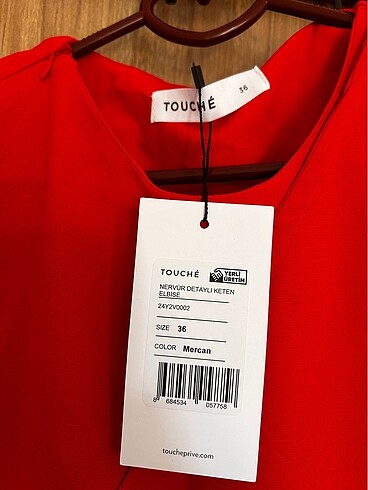 TOUCHÉ
36
TOUCHÉ
YERLİ
ÜRETİM
NERVÜR DETAYLI KETEN
ELBİSE
24Y2V0002
SIZE 36
COLOR Mercan
8 684534 057758
toucheprive.com